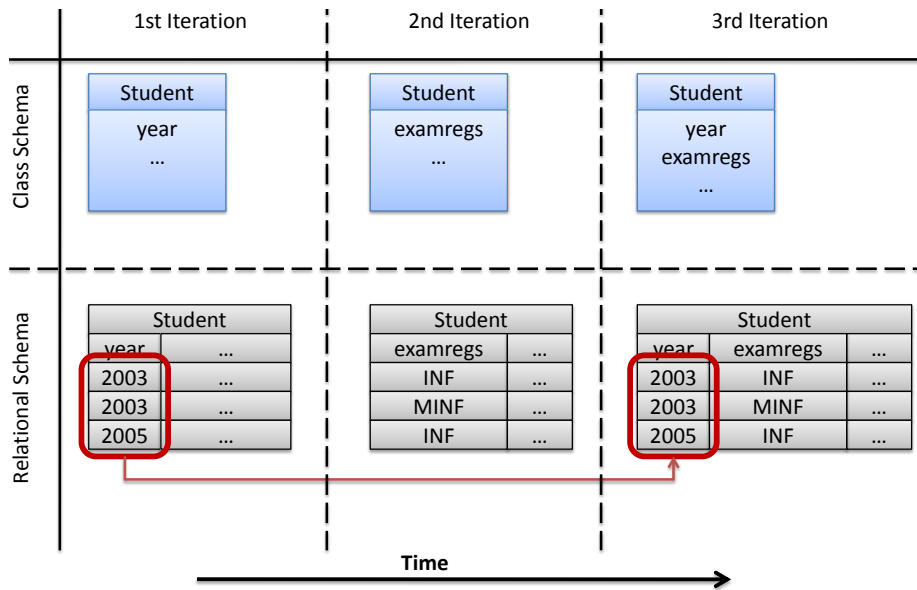 1st Iteration 2nd Iteration 3rd Iteration
Class Schema
Student Student Student
year examregs year
... ... examregs
...
Relational Schema
Student Student Student
year ... examregs ... year examregs ...
2003 ... INF ... 2003 INF ...
2003 ... MINF ... 2003 MINF ...
2005 ... INF ... 2005 INF ...
Time